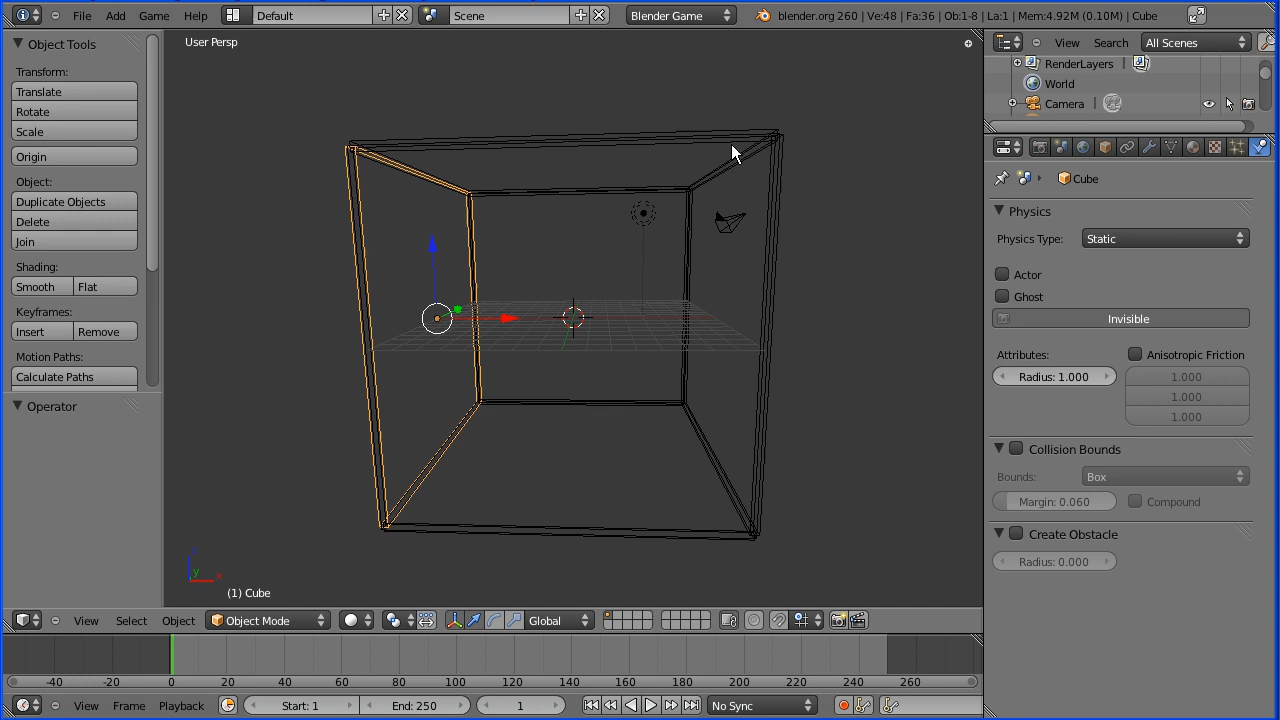 File Add Game Help Default Scene Blender Game blender.org 260 | Ve:48 | Fa:36 | Ob:1-8 | La:1 | Mem:4.92M (0.10M) | Cube
Object Tools
Transform:
Translate
Rotate
Scale
Origin
Object:
Duplicate Objects
Delete
Join
Shading:
Smooth Flat
Keyframes:
Insert Remove
Motion Paths:
Calculate Paths
Operator
User Persp
z
y x
(1) Cube
View Search All Scenes
RenderLayers |
World
Camera |
Cube
Physics
Physics Type: Static
Actor
Ghost
Invisible
Attributes: Anisotropic Friction
Radius: 1.000 1.000
1.000
1.000
Collision Bounds
Bounds: Box
Margin: 0.060 Compound
Create Obstacle
Radius: 0.000
View Select Object Object Mode Global
-40 -20 0 20 40 60 80 100 120 140 160 180 200 220 240 260
View Frame Playback Start: 1 End: 250 1 No Sync